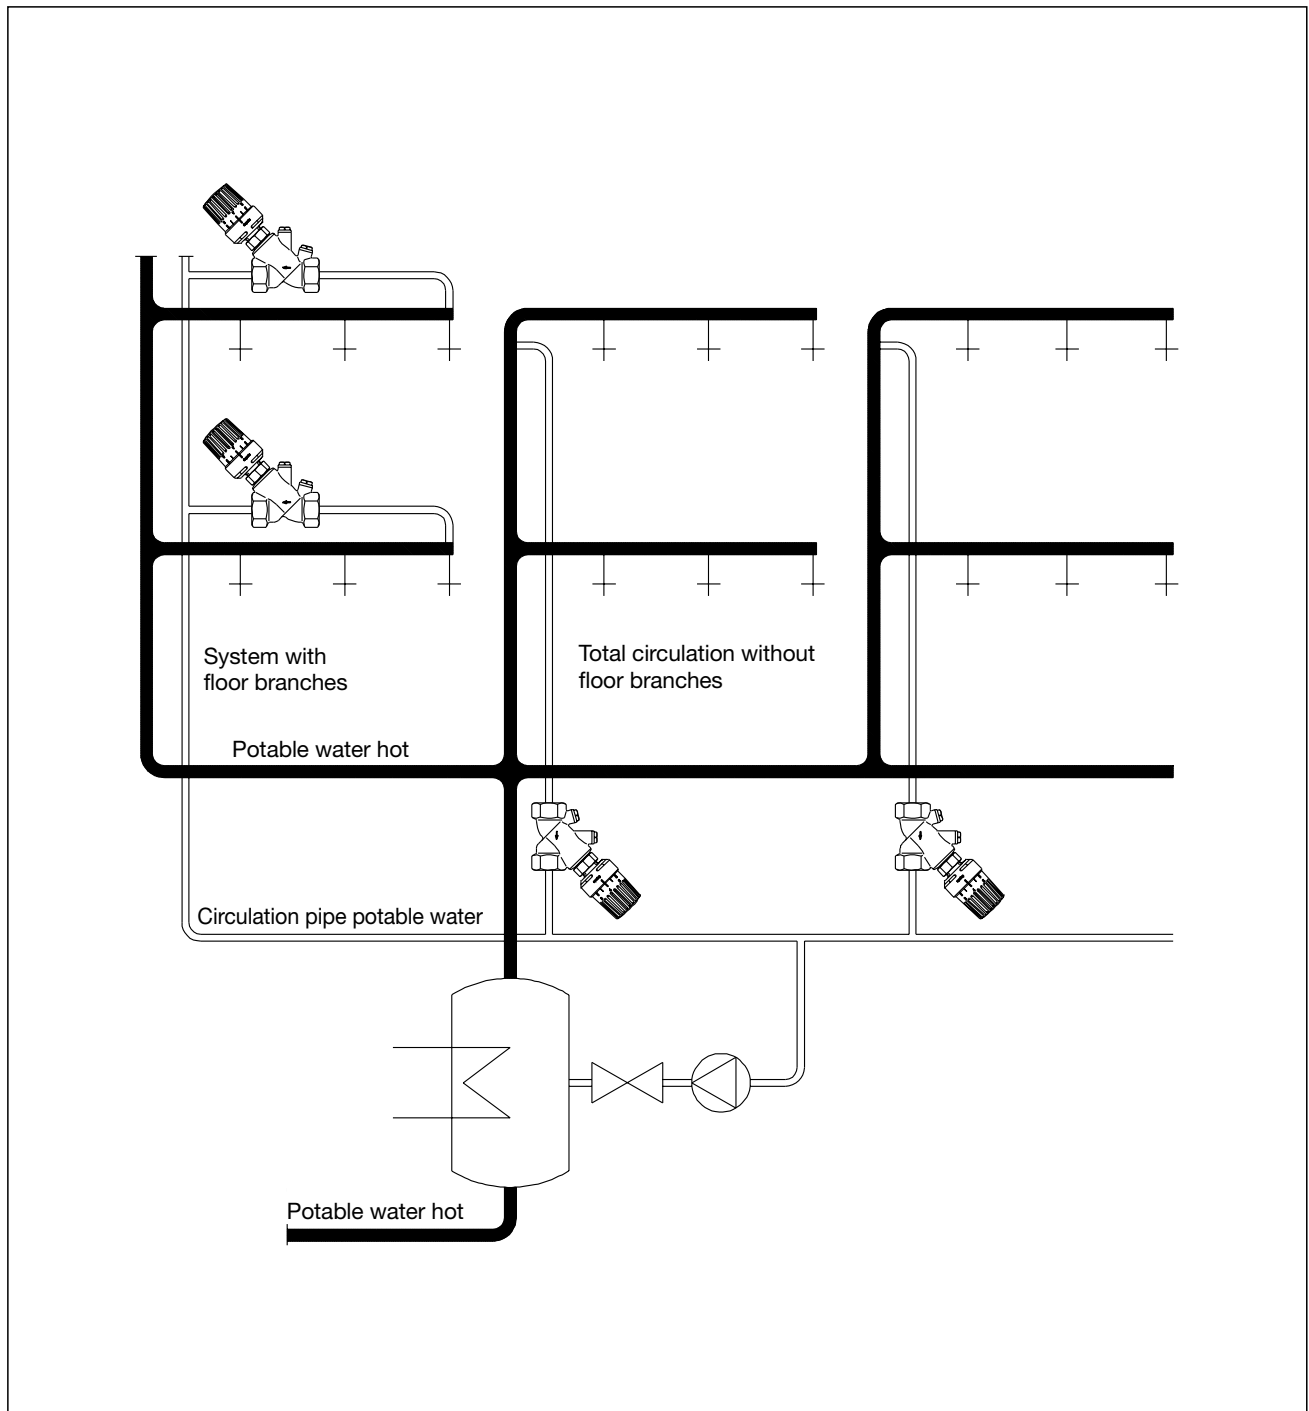 System with
floor branches
Total circulation without
floor branches
Potable water hot
Circulation pipe potable water
Potable water hot